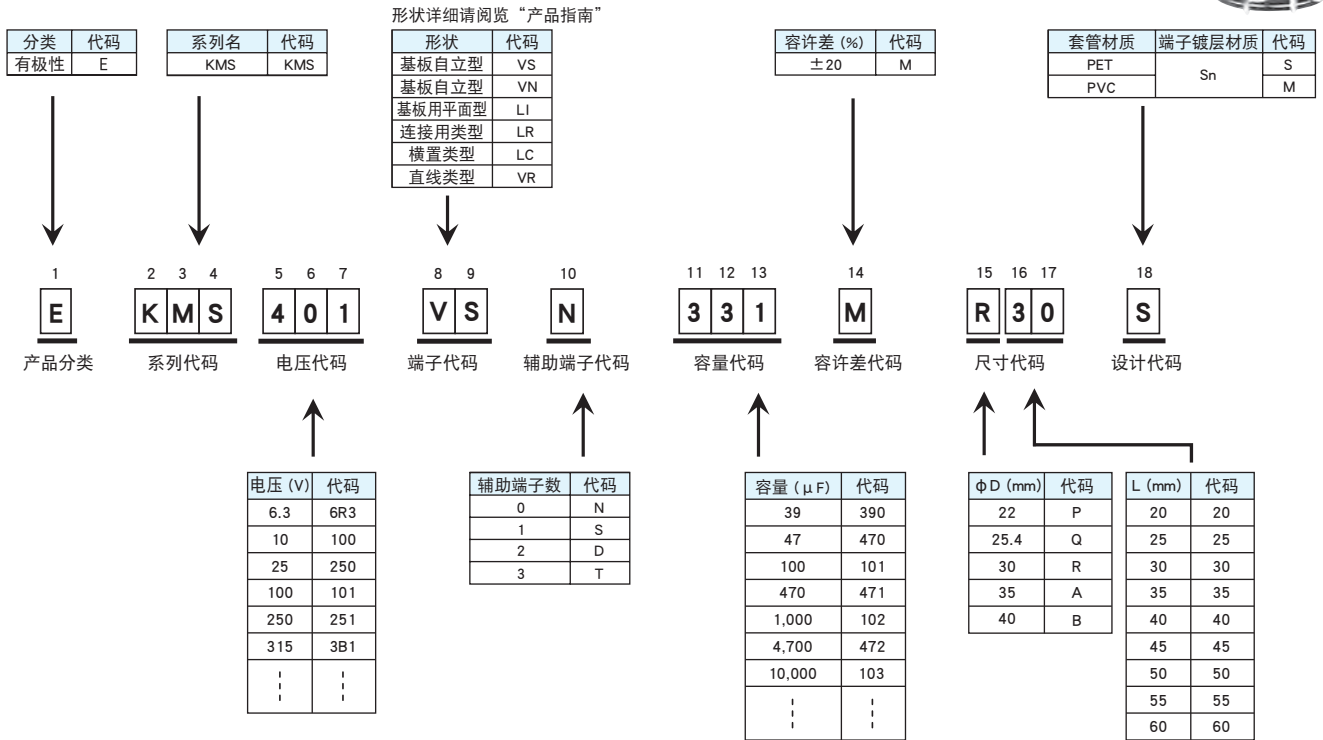 形状详细请阅览“产品指南”
分类 代码
有极性 E
系列名 代码
KMS KMS
形状 代码
基板自立型 VS
基板自立型 VN
基板用平面型 LI
连接用类型 LR
横置类型 LC
直线类型 VR
容许差 (%) 代码
±20 M
套管材质 端子镀层材质 代码
PET Sn S
PVC M
1 2 3 4 5 6 7 8 9 10 11 12 13 14 15 16 17 18
E K M S 4 0 1 V S N 3 3 1 M R 3 0 S
产品分类 系列代码 电压代码 端子代码 辅助端子代码 容量代码 容许差代码 尺寸代码 设计代码
电压 (V) 代码
6.3 6R3
10 100
25 250
100 101
250 251
315 3B1
辅助端子数 代码
0 N
1 S
2 D
3 T
容量 (μF) 代码
39 390
47 470
100 101
470 471
1,000 102
4,700 472
10,000 103
φD (mm) 代码
22 P
25.4 Q
30 R
35 A
40 B
L (mm) 代码
20 20
25 25
30 30
35 35
40 40
45 45
50 50
55 55
60 60